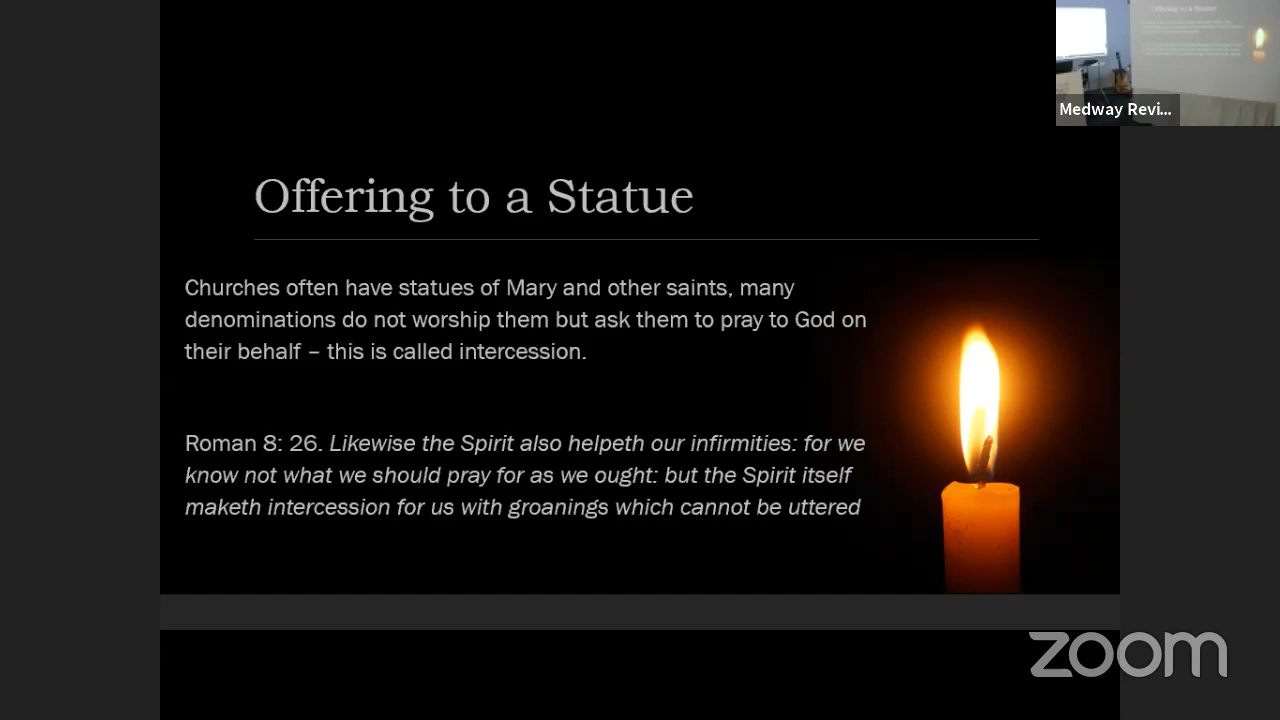 Medway Revi...
Offering to a Statue
Churches often have statues of Mary and other saints, many
denominations do not worship them but ask them to pray to God on
their behalf – this is called intercession.
Roman 8: 26. Likewise the Spirit also helpeth our infirmities: for we
know not what we should pray for as we ought: but the Spirit itself
maketh intercession for us with groanings which cannot be uttered
zoom